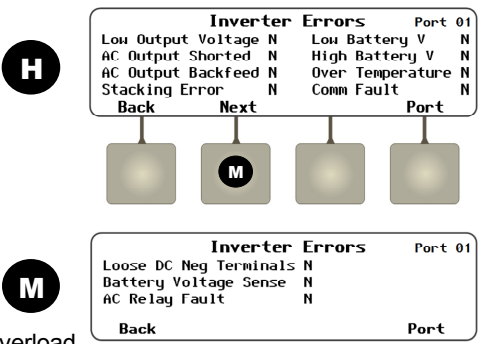 Inverter Errors Port 01
H
Low Output Voltage N Low Battery V N
AC Output Shorted N High Battery V N
AC Output Backfeed N Over Temperature N
Stacking Error N Comm Fault N
Back Next Port
M
Inverter Errors Port 01
M
Loose DC Neg Terminals N
Battery Voltage Sense N
AC Relay Fault N
Back Port